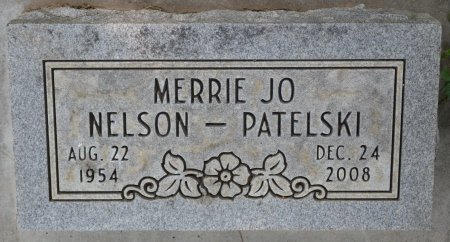 MERRIE JO
NELSON — PATELSKI
AUG. 22 DEC. 24
1954 2008